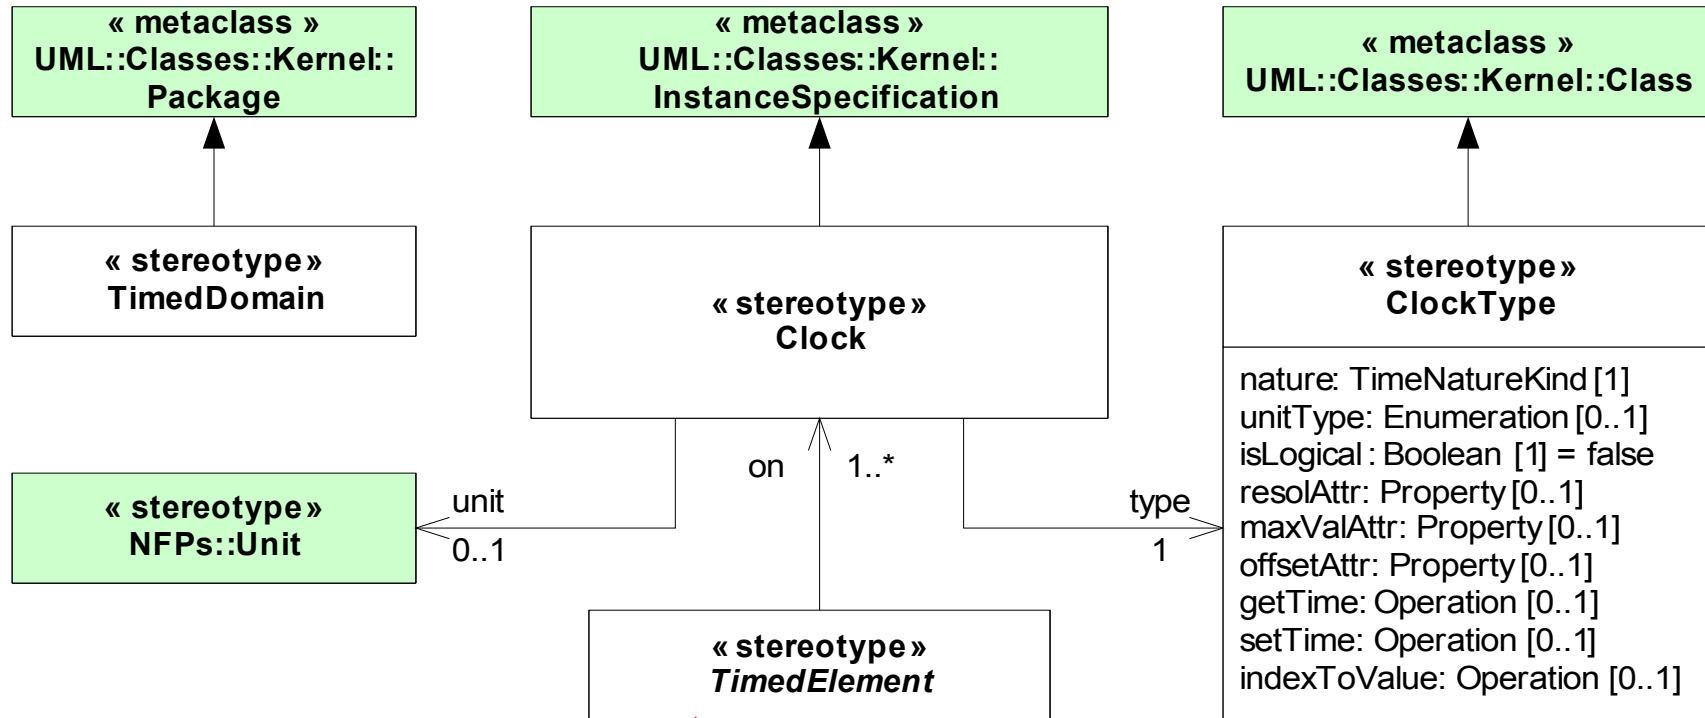 « metaclass »
UML::Classes::Kernel::
Package
« metaclass »
UML::Classes::Kernel::
InstanceSpecification
« metaclass »
UML::Classes::Kernel::Class
« stereotype»
TimedDomain
« stereotype»
Clock
« stereotype»
ClockType
nature: TimeNatureKind [1]
unitType: Enumeration [0..1]
isLogical : Boolean [1] = false
resolAttr: Property [0..1]
maxValAttr: Property [0..1]
offsetAttr: Property [0..1]
getTime: Operation [0..1]
setTime: Operation [0..1]
indexToValue: Operation [0..1]
on 1..*
unit
0..1
type
1
« stereotype»
NFPs::Unit
« stereotype»
TimedElement